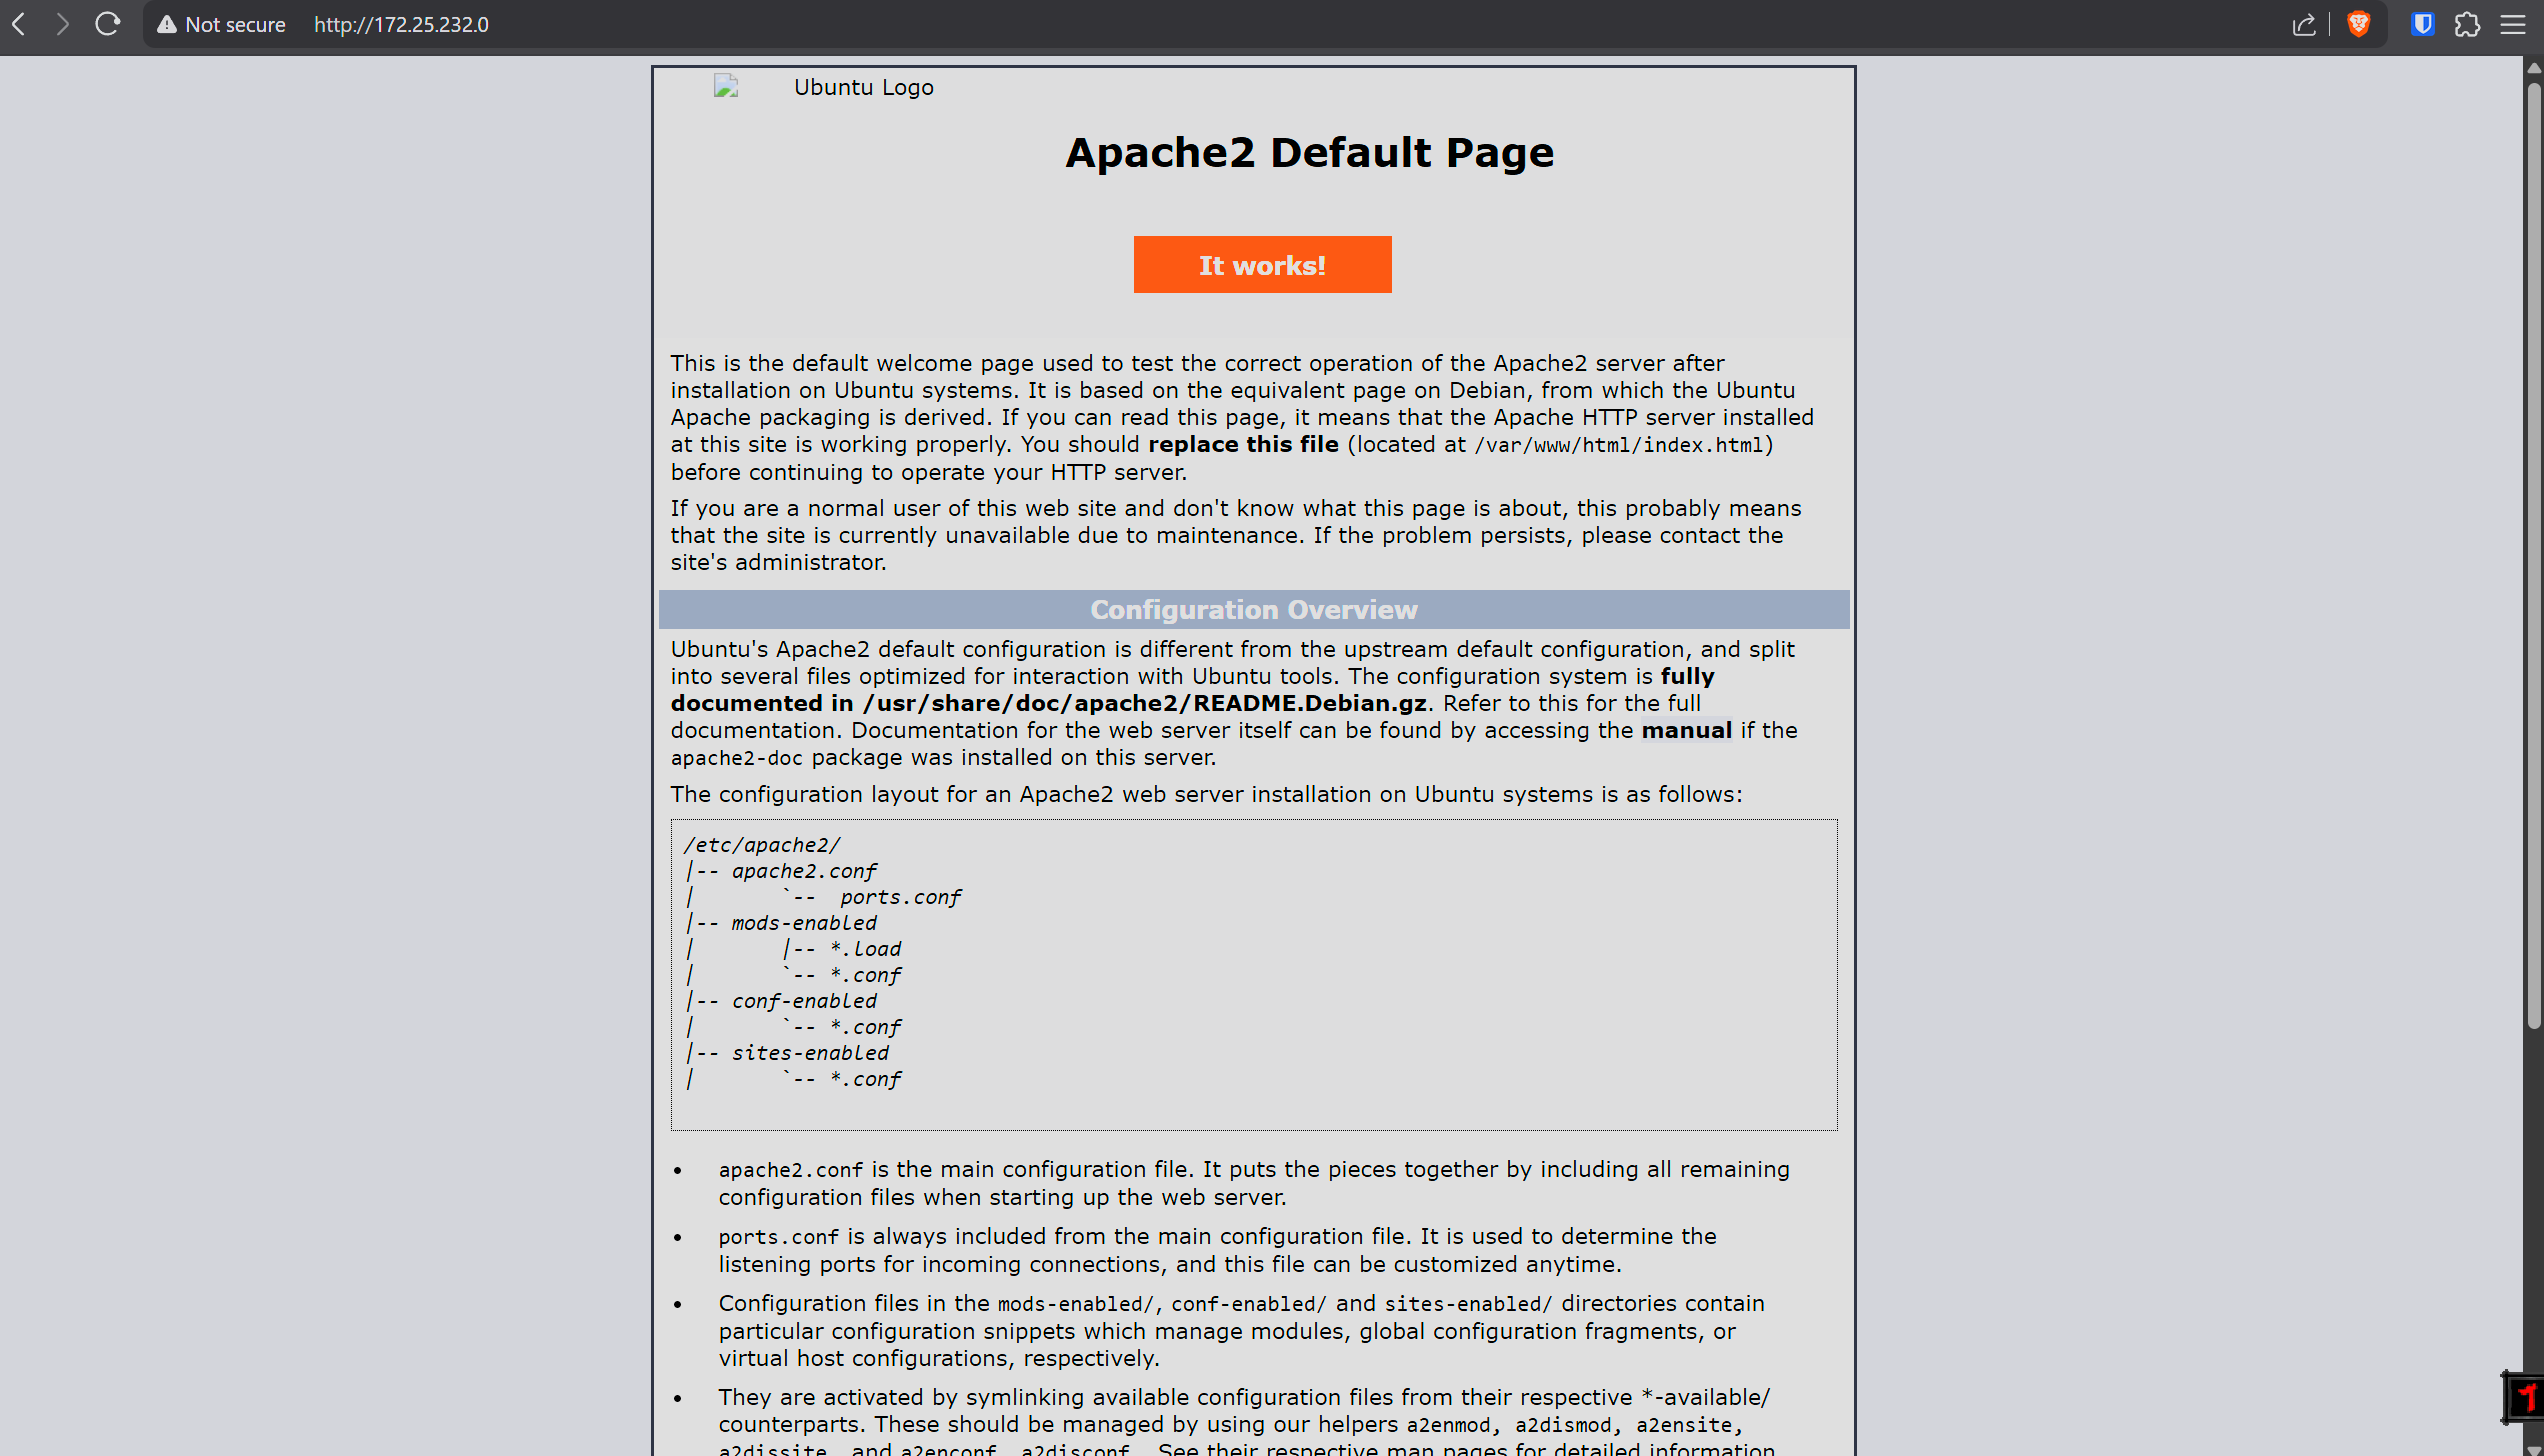 Not secure http://172.25.232.0
Ubuntu Logo
Apache2 Default Page
It works!
This is the default welcome page used to test the correct operation of the Apache2 server after
installation on Ubuntu systems. It is based on the equivalent page on Debian, from which the Ubuntu
Apache packaging is derived. If you can read this page, it means that the Apache HTTP server installed
at this site is working properly. You should replace this file (located at /var/www/html/index.html)
before continuing to operate your HTTP server.
If you are a normal user of this web site and don't know what this page is about, this probably means
that the site is currently unavailable due to maintenance. If the problem persists, please contact the
site's administrator.
Configuration Overview
Ubuntu's Apache2 default configuration is different from the upstream default configuration, and split
into several files optimized for interaction with Ubuntu tools. The configuration system is fully
documented in /usr/share/doc/apache2/README.Debian.gz. Refer to this for the full
documentation. Documentation for the web server itself can be found by accessing the manual if the
apache2-doc package was installed on this server.
The configuration layout for an Apache2 web server installation on Ubuntu systems is as follows:
/etc/apache2/
|-- apache2.conf
|       `--  ports.conf
|-- mods-enabled
|       |-- *.load
|       `-- *.conf
|-- conf-enabled
|       `-- *.conf
|-- sites-enabled
|       `-- *.conf
• apache2.conf is the main configuration file. It puts the pieces together by including all remaining
configuration files when starting up the web server.
• ports.conf is always included from the main configuration file. It is used to determine the
listening ports for incoming connections, and this file can be customized anytime.
• Configuration files in the mods-enabled/, conf-enabled/ and sites-enabled/ directories contain
particular configuration snippets which manage modules, global configuration fragments, or
virtual host configurations, respectively.
• They are activated by symlinking available configuration files from their respective *-available/
counterparts. These should be managed by using our helpers a2enmod, a2dismod, a2ensite,
a2dissite, and a2enconf, a2disconf . See their respective man pages for detailed information.